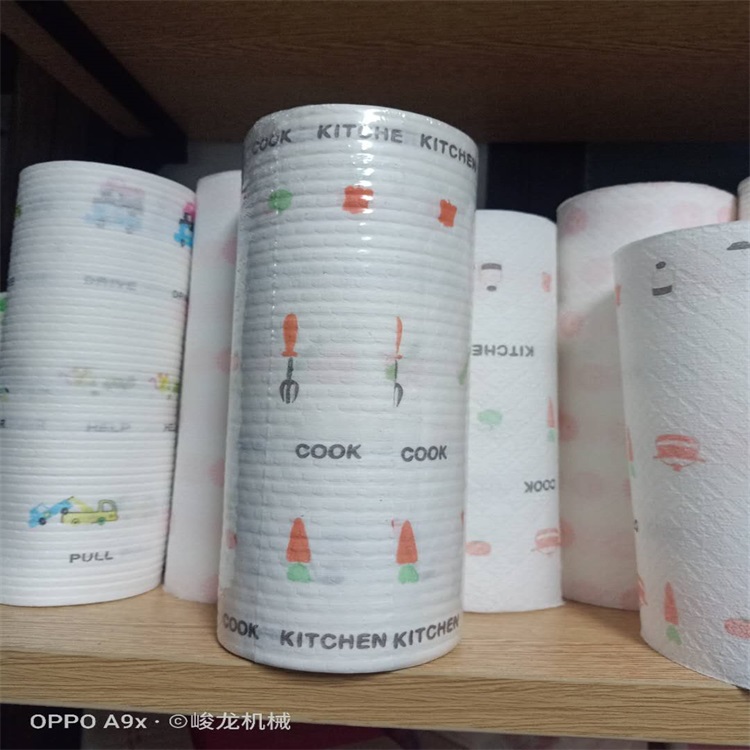 COOK KITCHE KITCHEN
COOK COOK
COOK KITCHEN KITCHEN
DRIVE
HELP
PULL
KITCHE
COOK
OPPO A9x · ©峻龙机械